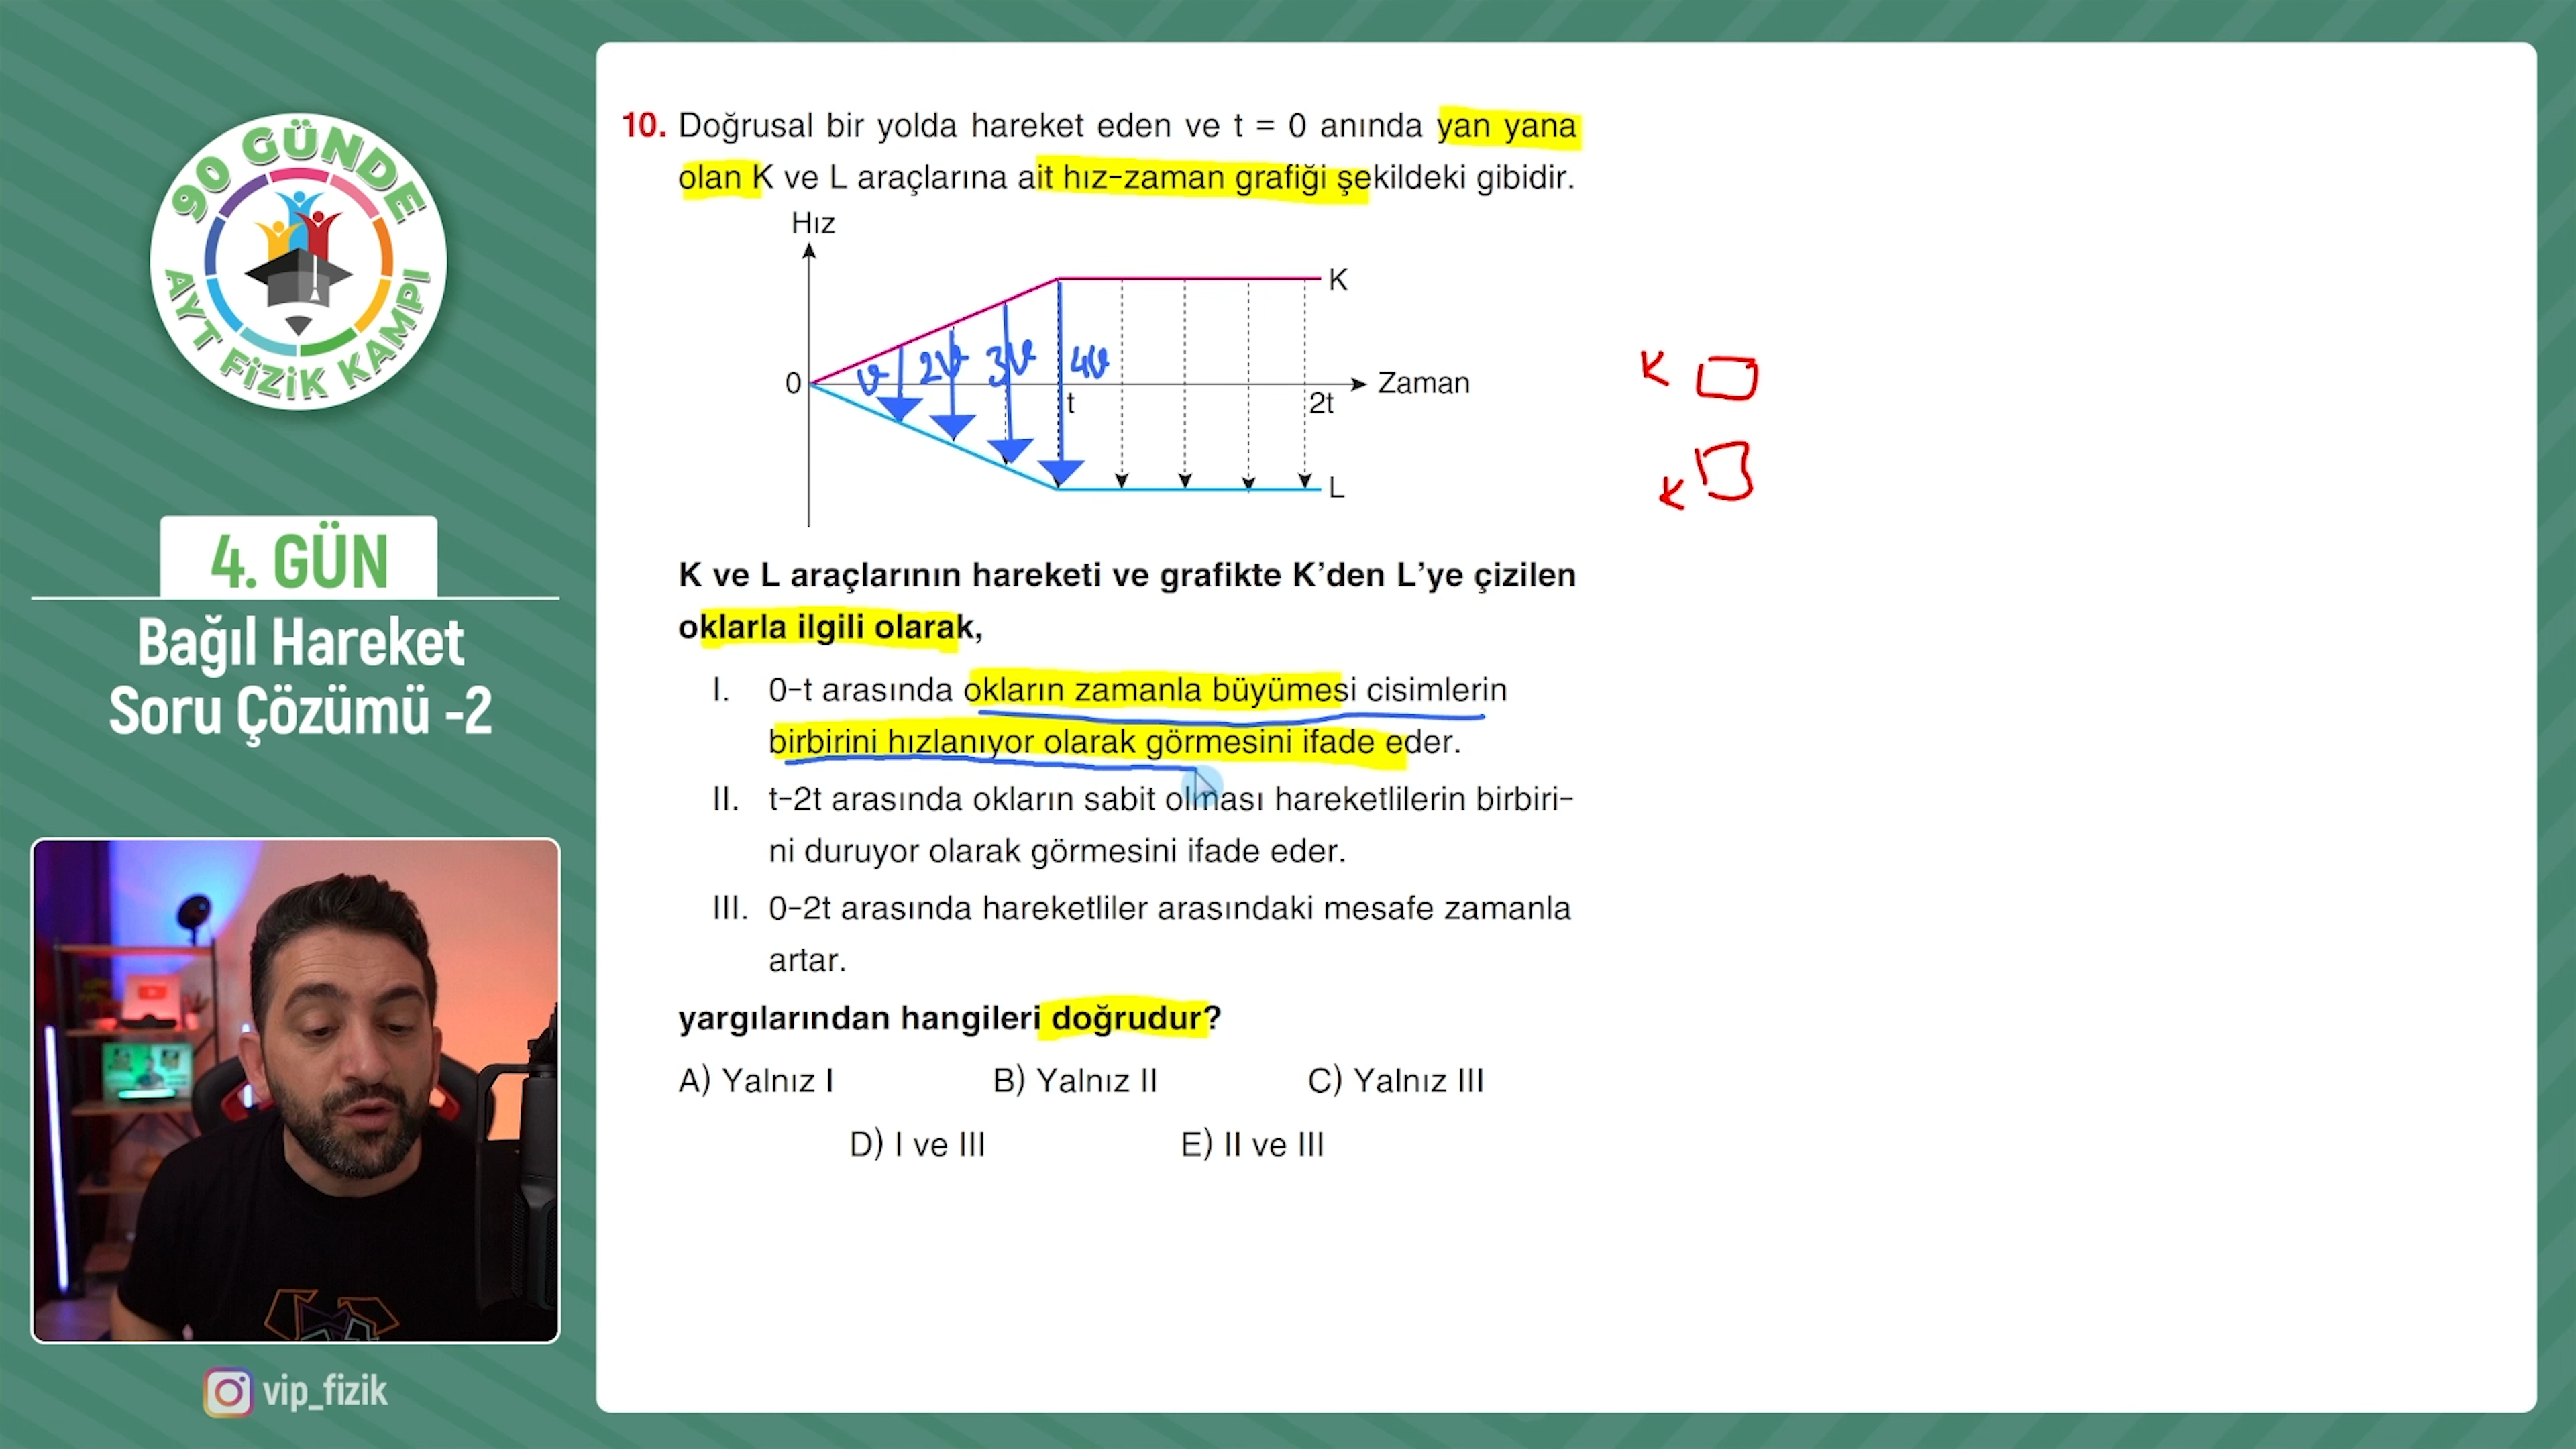 90 GÜNDE
AYT FİZİK KAMPI
4. GÜN
Bağıl Hareket
Soru Çözümü -2
vip_fizik
10. Doğrusal bir yolda hareket eden ve t = 0 anında yan yana
olan K ve L araçlarına ait hız-zaman grafiği şekildeki gibidir.
Hız
K
0
ϑ 2ϑ 3ϑ 4ϑ
Zaman
t
2t
L
K
K
K ve L araçlarının hareketi ve grafikte K'den L'ye çizilen
oklarla ilgili olarak,
I. 0-t arasında okların zamanla büyümesi cisimlerin
birbirini hızlanıyor olarak görmesini ifade eder.
II. t-2t arasında okların sabit olması hareketlilerin birbiri-
ni duruyor olarak görmesini ifade eder.
III. 0-2t arasında hareketliler arasındaki mesafe zamanla
artar.
yargılarından hangileri doğrudur?
A) Yalnız I B) Yalnız II C) Yalnız III
D) I ve III E) II ve III